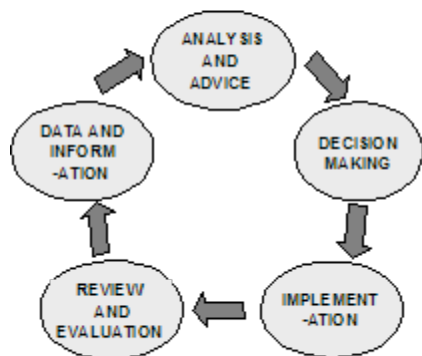 ANALYSIS
AND
ADVICE
DECISION
MAKING
IMPLEMENT
-ATION
REVIEW
AND
EVALUATION
DATA AND
INFORM
-ATION